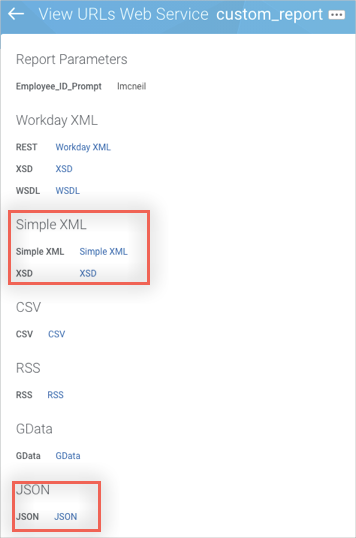 View URLs Web Service custom_report
Report Parameters
Employee_ID_Prompt lmcneil
Workday XML
REST Workday XML
XSD XSD
WSDL WSDL
Simple XML
Simple XML Simple XML
XSD XSD
CSV
CSV CSV
RSS
RSS RSS
GData
GData GData
JSON
JSON JSON